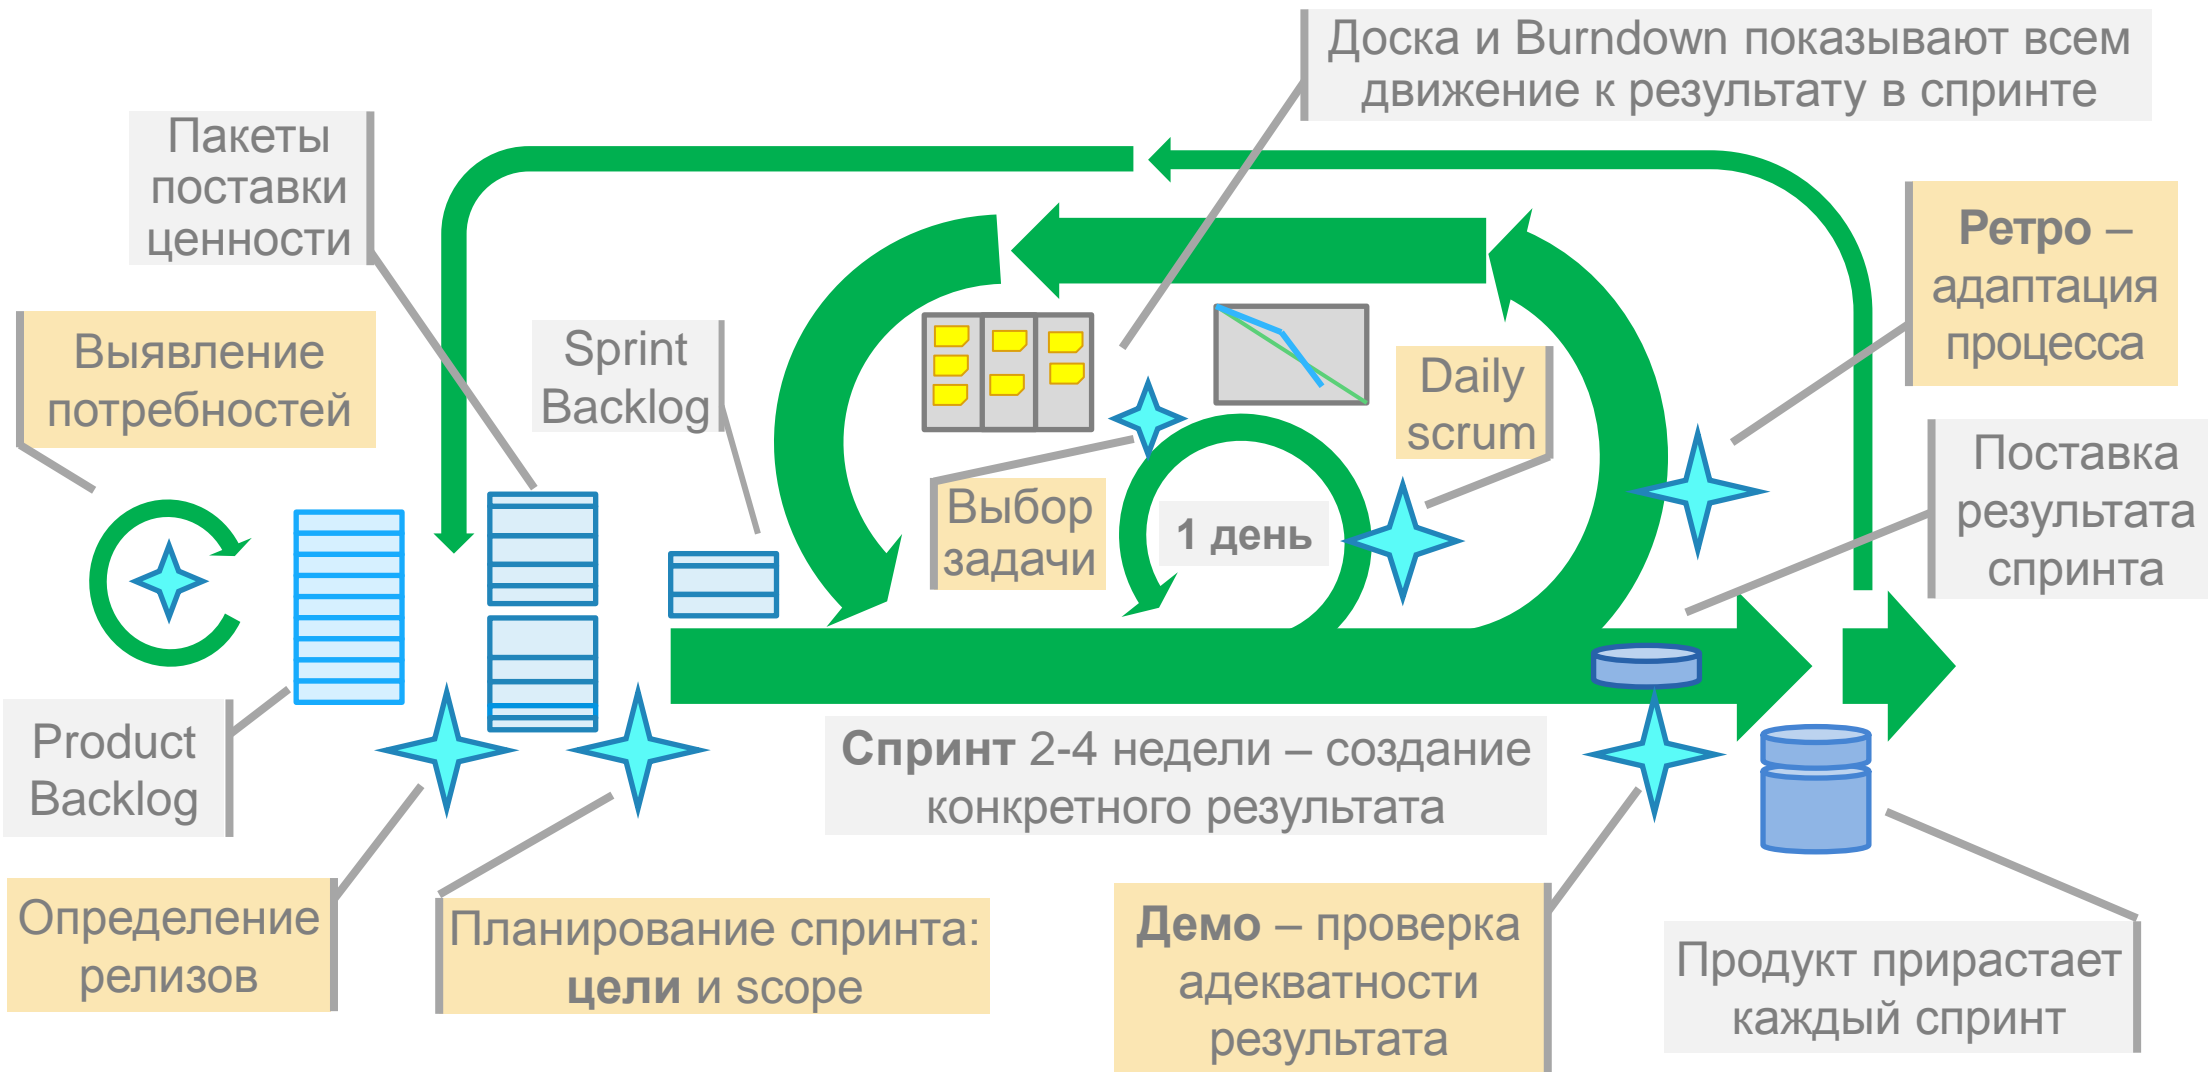 Доска и Burndown показывают всем
движение к результату в спринте
Пакеты
поставки
ценности
Ретро –
адаптация
процесса
Выявление
потребностей
Sprint
Backlog
Daily
scrum
Поставка
результата
спринта
Выбор
задачи
1 день
Product
Backlog
Спринт 2-4 недели – создание
конкретного результата
Определение
релизов
Планирование спринта:
цели и scope
Демо – проверка
адекватности
результата
Продукт прирастает
каждый спринт